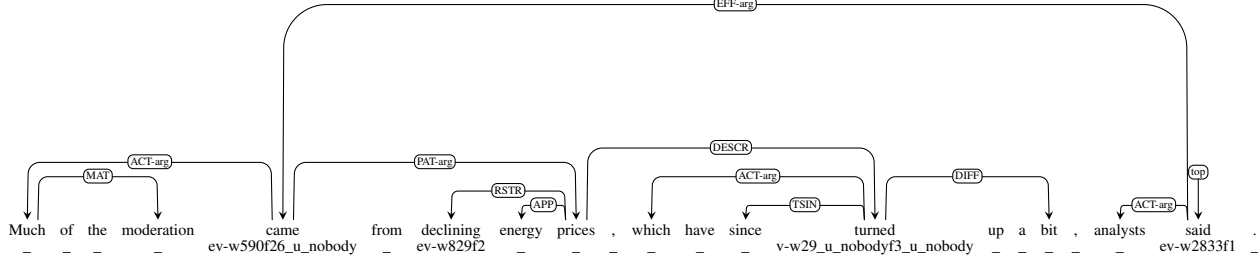 EFF-arg
ACT-arg PAT-arg DESCR
MAT RSTR ACT-arg DIFF top
APP TSIN ACT-arg
Much of the moderation came from declining energy prices , which have since turned up a bit , analysts said .
_ _ _ _ ev-w590f26_u_nobody _ ev-w829f2 _ _ _ _ _ _ v-w29_u_nobodyf3_u_nobody _ _ _ _ _ ev-w2833f1 _